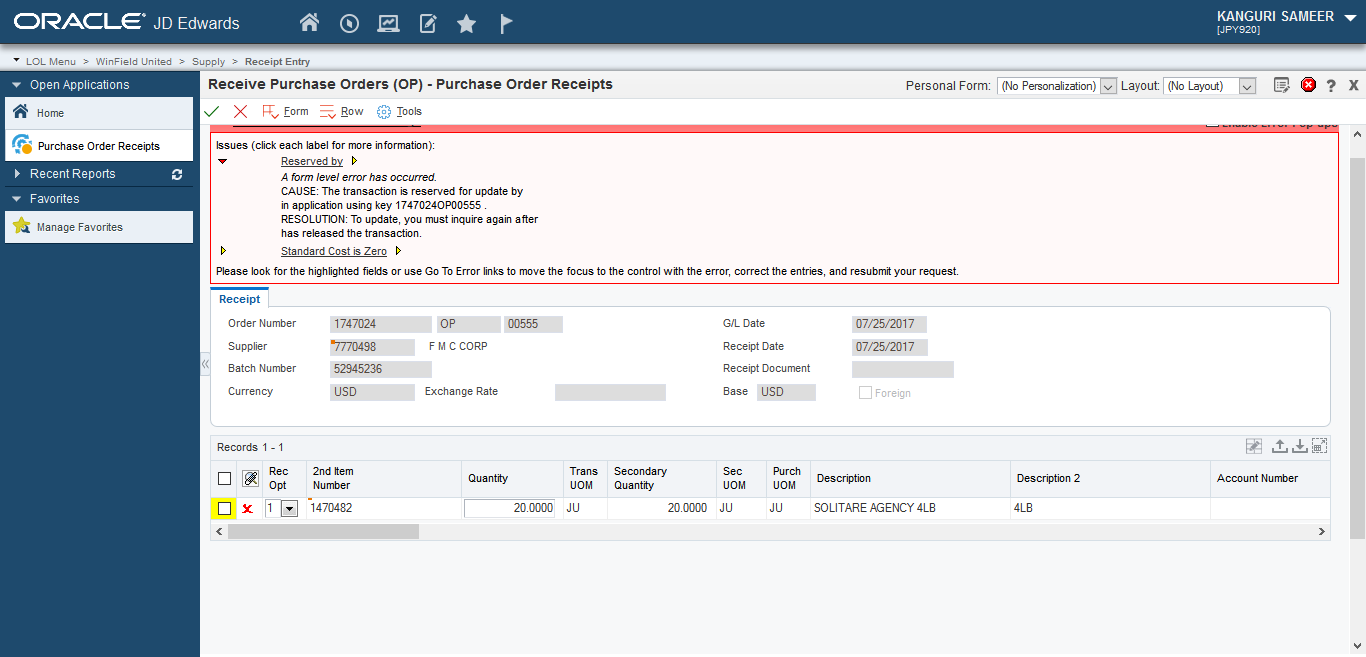 ORACLE JD Edwards
KANGURI SAMEER
[JPY920]
LOL Menu > WinField United > Supply > Receipt Entry
Open Applications
Home
Purchase Order Receipts
Recent Reports
Favorites
Manage Favorites
Receive Purchase Orders (OP) - Purchase Order Receipts
Personal Form: (No Personalization) Layout: (No Layout)
? X
Form Row Tools
Enable Error Pop-ups
Issues (click each label for more information):
Reserved by
A form level error has occurred.
CAUSE: The transaction is reserved for update by
in application using key 1747024OP00555 .
RESOLUTION: To update, you must inquire again after
has released the transaction.
Standard Cost is Zero
Please look for the highlighted fields or use Go To Error links to move the focus to the control with the error, correct the entries, and resubmit your request.
Receipt
Order Number 1747024 OP 00555 G/L Date 07/25/2017
Supplier 7770498 F M C CORP Receipt Date 07/25/2017
Batch Number 52945236 Receipt Document
Currency USD Exchange Rate Base USD Foreign
Records 1 - 1
Rec Opt 2nd Item Number Quantity Trans UOM Secondary Quantity Sec UOM Purch UOM Description Description 2 Account Number
1 1470482 20.0000 JU 20.0000 JU JU SOLITARE AGENCY 4LB 4LB